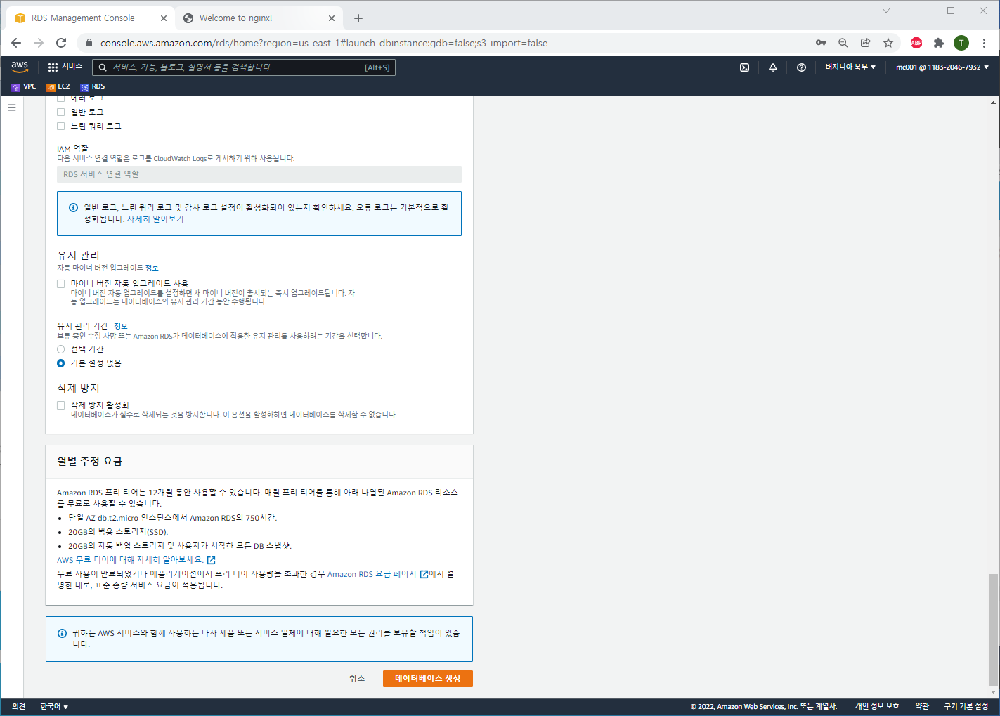 RDS Management Console
Welcome to nginx!
console.aws.amazon.com/rds/home?region=us-east-1#launch-dbinstance:gdb=false;s3-import=false
ABP
T
aws
서비스
서비스, 기능, 블로그, 설명서 등을 검색합니다.
[Alt+S]
버지니아 북부 ▼
mc001 @ 1183-2046-7932 ▼
VPC
EC2
RDS
에러 로그
일반 로그
느린 쿼리 로그
IAM 역할
다음 서비스 연결 역할은 로그를 CloudWatch Logs로 게시하기 위해 사용됩니다.
RDS 서비스 연결 역할
일반 로그, 느린 쿼리 로그 및 감사 로그 설정이 활성화되어 있는지 확인하세요. 오류 로그는 기본적으로 활
성화됩니다. 자세히 알아보기
유지 관리
자동 마이너 버전 업그레이드 정보
마이너 버전 자동 업그레이드 사용
마이너 버전 자동 업그레이드를 설정하면 새 마이너 버전이 출시되는 즉시 업그레이드됩니다. 자
동 업그레이드는 데이터베이스의 유지 관리 기간 동안 수행됩니다.
유지 관리 기간 정보
보류 중인 수정 사항 또는 Amazon RDS가 데이터베이스에 적용한 유지 관리를 사용하려는 기간을 선택합니다.
선택 기간
기본 설정 없음
삭제 방지
삭제 방지 활성화
데이터베이스가 실수로 삭제되는 것을 방지합니다. 이 옵션을 활성화하면 데이터베이스를 삭제할 수 없습니다.
월별 추정 요금
Amazon RDS 프리 티어는 12개월 동안 사용할 수 있습니다. 매월 프리 티어를 통해 아래 나열된 Amazon RDS 리소스
를 무료로 사용할 수 있습니다.
• 단일 AZ db.t2.micro 인스턴스에서 Amazon RDS의 750시간.
• 20GB의 범용 스토리지(SSD).
• 20GB의 자동 백업 스토리지 및 사용자가 시작한 모든 DB 스냅샷.
AWS 무료 티어에 대해 자세히 알아보세요.
무료 사용이 만료되었거나 애플리케이션에서 프리 티어 사용량을 초과한 경우 Amazon RDS 요금 페이지에서 설
명한 대로, 표준 종량 서비스 요금이 적용됩니다.
귀하는 AWS 서비스와 함께 사용하는 타사 제품 또는 서비스 일체에 대해 필요한 모든 권리를 보유할 책임이 있습
니다.
취소
데이터베이스 생성
의견
한국어 ▼
© 2022, Amazon Web Services, Inc. 또는 계열사.
개인 정보 보호
약관
쿠키 기본 설정